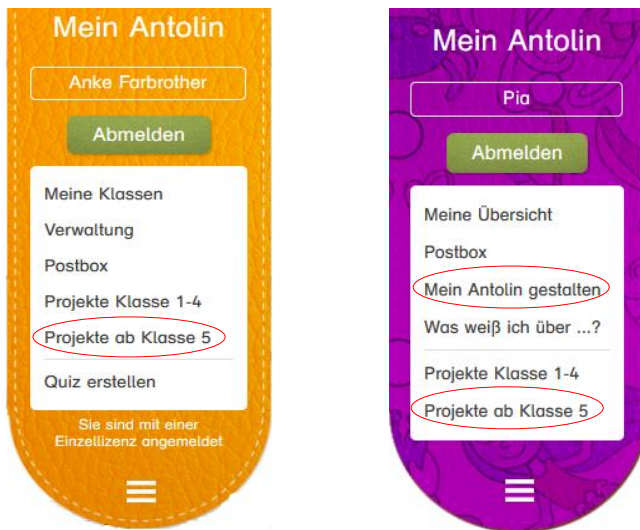 Mein Antolin
Anke Farbrother
Abmelden
Meine Klassen
Verwaltung
Postbox
Projekte Klasse 1-4
Projekte ab Klasse 5
Quiz erstellen
Sie sind mit einer
Einzellizenz angemeldet
Mein Antolin
Pia
Abmelden
Meine Übersicht
Postbox
Mein Antolin gestalten
Was weiß ich über ...?
Projekte Klasse 1-4
Projekte ab Klasse 5